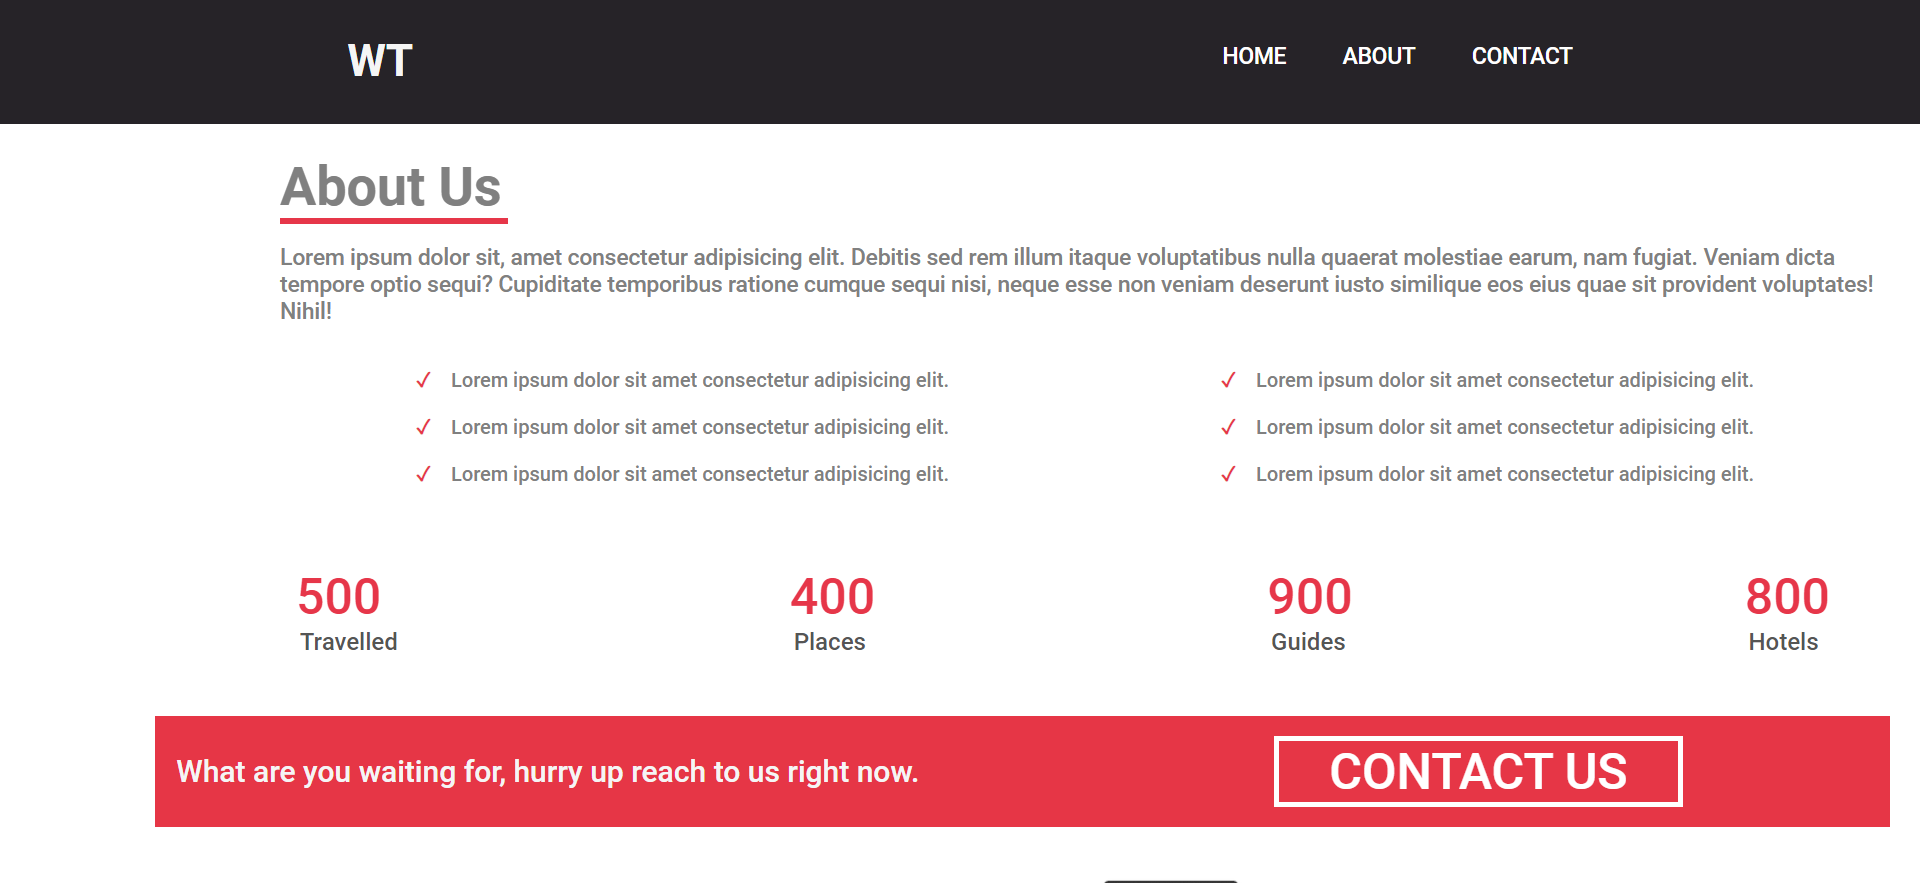 WT
HOME ABOUT CONTACT
About Us
Lorem ipsum dolor sit, amet consectetur adipisicing elit. Debitis sed rem illum itaque voluptatibus nulla quaerat molestiae earum, nam fugiat. Veniam dicta
tempore optio sequi? Cupiditate temporibus ratione cumque sequi nisi, neque esse non veniam deserunt iusto similique eos eius quae sit provident voluptates!
Nihil!
✓ Lorem ipsum dolor sit amet consectetur adipisicing elit.
✓ Lorem ipsum dolor sit amet consectetur adipisicing elit.
✓ Lorem ipsum dolor sit amet consectetur adipisicing elit.
✓ Lorem ipsum dolor sit amet consectetur adipisicing elit.
✓ Lorem ipsum dolor sit amet consectetur adipisicing elit.
✓ Lorem ipsum dolor sit amet consectetur adipisicing elit.
500
Travelled
400
Places
900
Guides
800
Hotels
What are you waiting for, hurry up reach to us right now.
CONTACT US